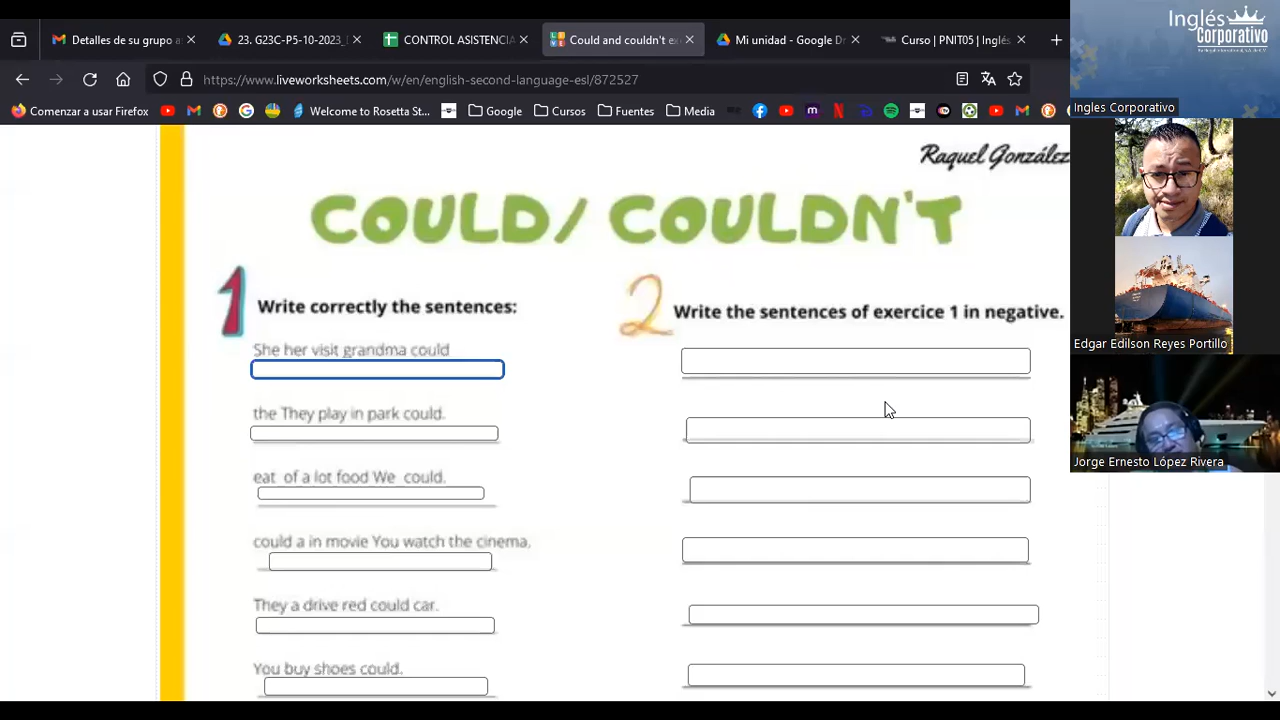 Detalles de su grupo a
23. G23C-P5-10-2023_
CONTROL ASISTENCIA
Could and couldn't ex
Mi unidad - Google Dr
Curso | PNIT05 | Inglés
https://www.liveworksheets.com/w/en/english-second-language-esl/872527
Comenzar a usar Firefox
Welcome to Rosetta St...
Google
Cursos
Fuentes
Media
Inglés
Corporativo
Ingles Corporativo
Raquel González
COULD/ COULDN'T
1 Write correctly the sentences:
She her visit grandma could
the They play in park could.
eat of a lot food We could.
could a in movie You watch the cinema.
They a drive red could car.
You buy shoes could.
2 Write the sentences of exercice 1 in negative.
Edgar Edilson Reyes Portillo
Jorge Ernesto López Rivera